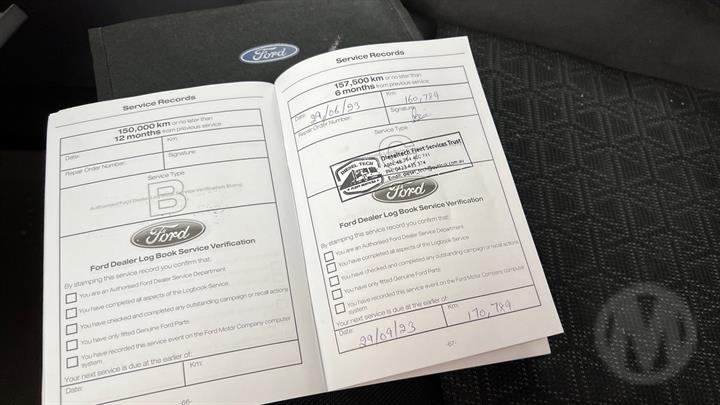 Ford
Service Records
150,000 km or no later than
12 months from previous service
Date:
Km:
Repair Order Number:
Signature:
Service Type
B
Ford
Ford Dealer Log Book Service Verification
By stamping this service record you confirm that:
You are an Authorised Ford Dealer Service Department
You have completed all aspects of the Logbook Service
You have checked and completed any outstanding campaign or recall actions
You have only fitted Genuine Ford Parts
You have recorded this service event on the Ford Motor Company computer
system
Your next service is due at the earlier of:
Date:
Km:
-66-
Service Records
157,500 km or no later than
6 months from previous service
Date: 29/06/23
Km: 160,789
Repair Order Number:
Signature:
Service Type
DIESEL TECH
Dieseltech Fleet Services Trust
Ford
Ford Dealer Log Book Service Verification
By stamping this service record you confirm that:
You are an Authorised Ford Dealer Service Department
You have completed all aspects of the Logbook Service
You have checked and completed any outstanding campaign or recall actions
You have only fitted Genuine Ford Parts
You have recorded this service event on the Ford Motor Company computer
system
Your next service is due at the earlier of:
Date: 29/09/23
Km: 170,789
-67-